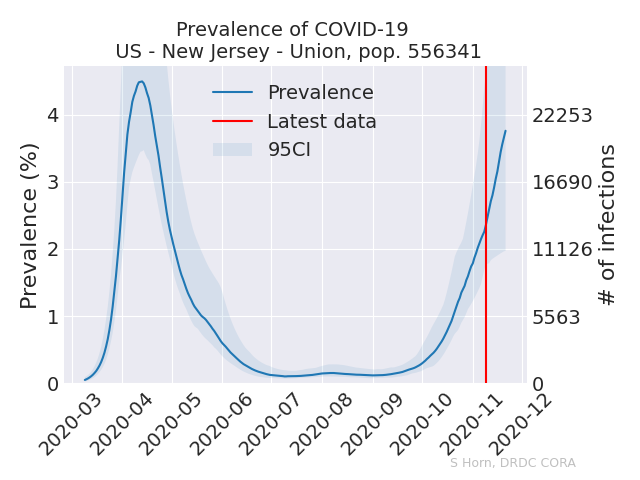 Prevalence of COVID-19
US - New Jersey - Union, pop. 556341
Prevalence
Latest data
95CI
Prevalence (%)
4
3
2
1
0
22253
16690
11126
5563
0
# of infections
2020-03
2020-04
2020-05
2020-06
2020-07
2020-08
2020-09
2020-10
2020-11
2020-12
S Horn, DRDC CORA